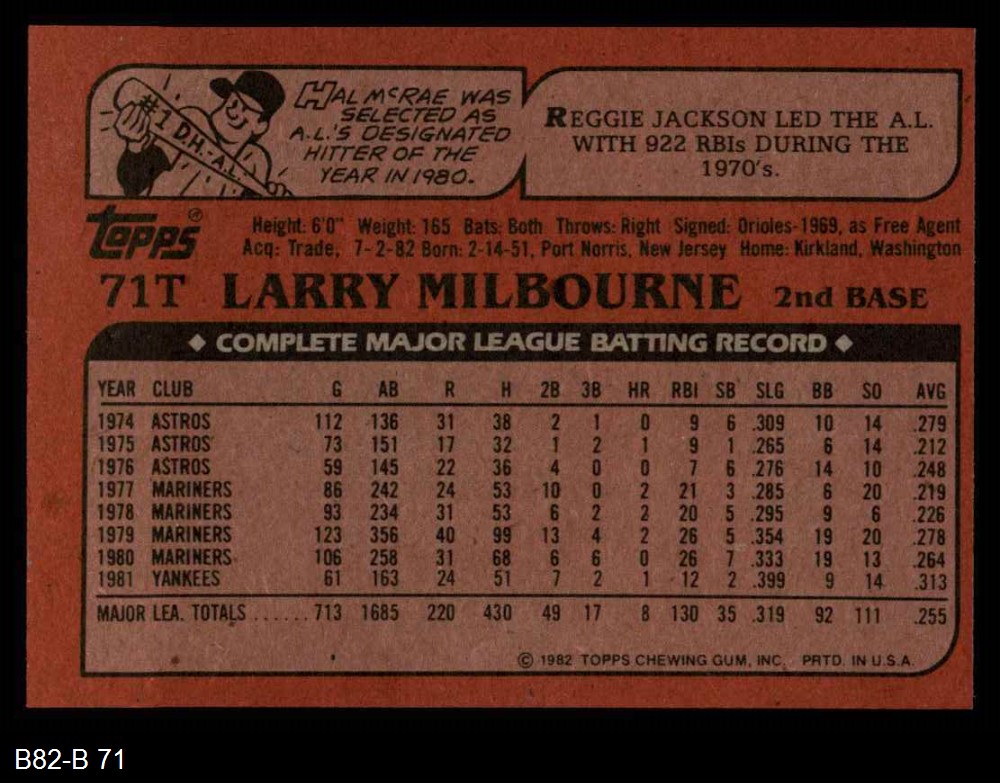 #1 D.H.-A.L.
HAL McRAE WAS
SELECTED AS
A.L.'S DESIGNATED
HITTER OF THE
YEAR IN 1980.
REGGIE JACKSON LED THE A.L.
WITH 922 RBIs DURING THE
1970's.
Topps®
Height: 6'0" Weight: 165 Bats: Both Throws: Right Signed: Orioles-1969, as Free Agent
Acq: Trade, 7-2-82 Born: 2-14-51, Port Norris, New Jersey Home: Kirkland, Washington
71T LARRY MILBOURNE 2nd BASE
◆ COMPLETE MAJOR LEAGUE BATTING RECORD ◆
YEAR CLUB G AB R H 2B 3B HR RBI SB SLG BB SO AVG
1974 ASTROS 112 136 31 38 2 1 0 9 6 .309 10 14 .279
1975 ASTROS 73 151 17 32 1 2 1 9 1 .265 6 14 .212
1976 ASTROS 59 145 22 36 4 0 0 7 6 .276 14 10 .248
1977 MARINERS 86 242 24 53 10 0 2 21 3 .285 6 20 .219
1978 MARINERS 93 234 31 53 6 2 2 20 5 .295 9 6 .226
1979 MARINERS 123 356 40 99 13 4 2 26 5 .354 19 20 .278
1980 MARINERS 106 258 31 68 6 6 0 26 7 .333 19 13 .264
1981 YANKEES 61 163 24 51 7 2 1 12 2 .399 9 14 .313
MAJOR LEA. TOTALS ...... 713 1685 220 430 49 17 8 130 35 .319 92 111 .255
© 1982 TOPPS CHEWING GUM, INC. PRTD. IN U.S.A.
B82-B 71